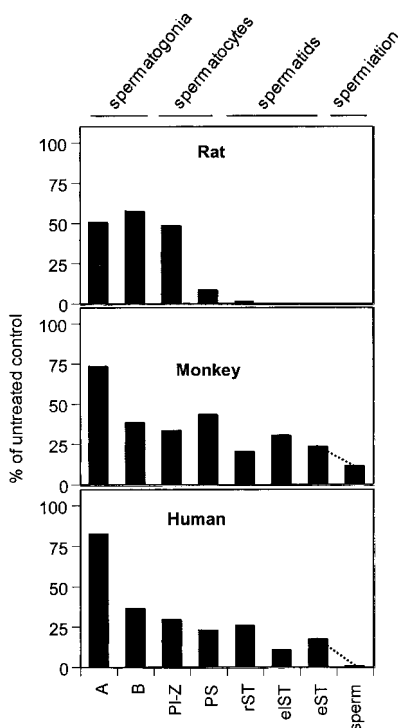 spermatogonia
spermatocytes
spermatids
spermiation
% of untreated control
Rat
100
75
50
25
0
Monkey
100
75
50
25
0
Human
100
75
50
25
0
A
B
Pl-Z
PS
rST
elST
eST
sperm